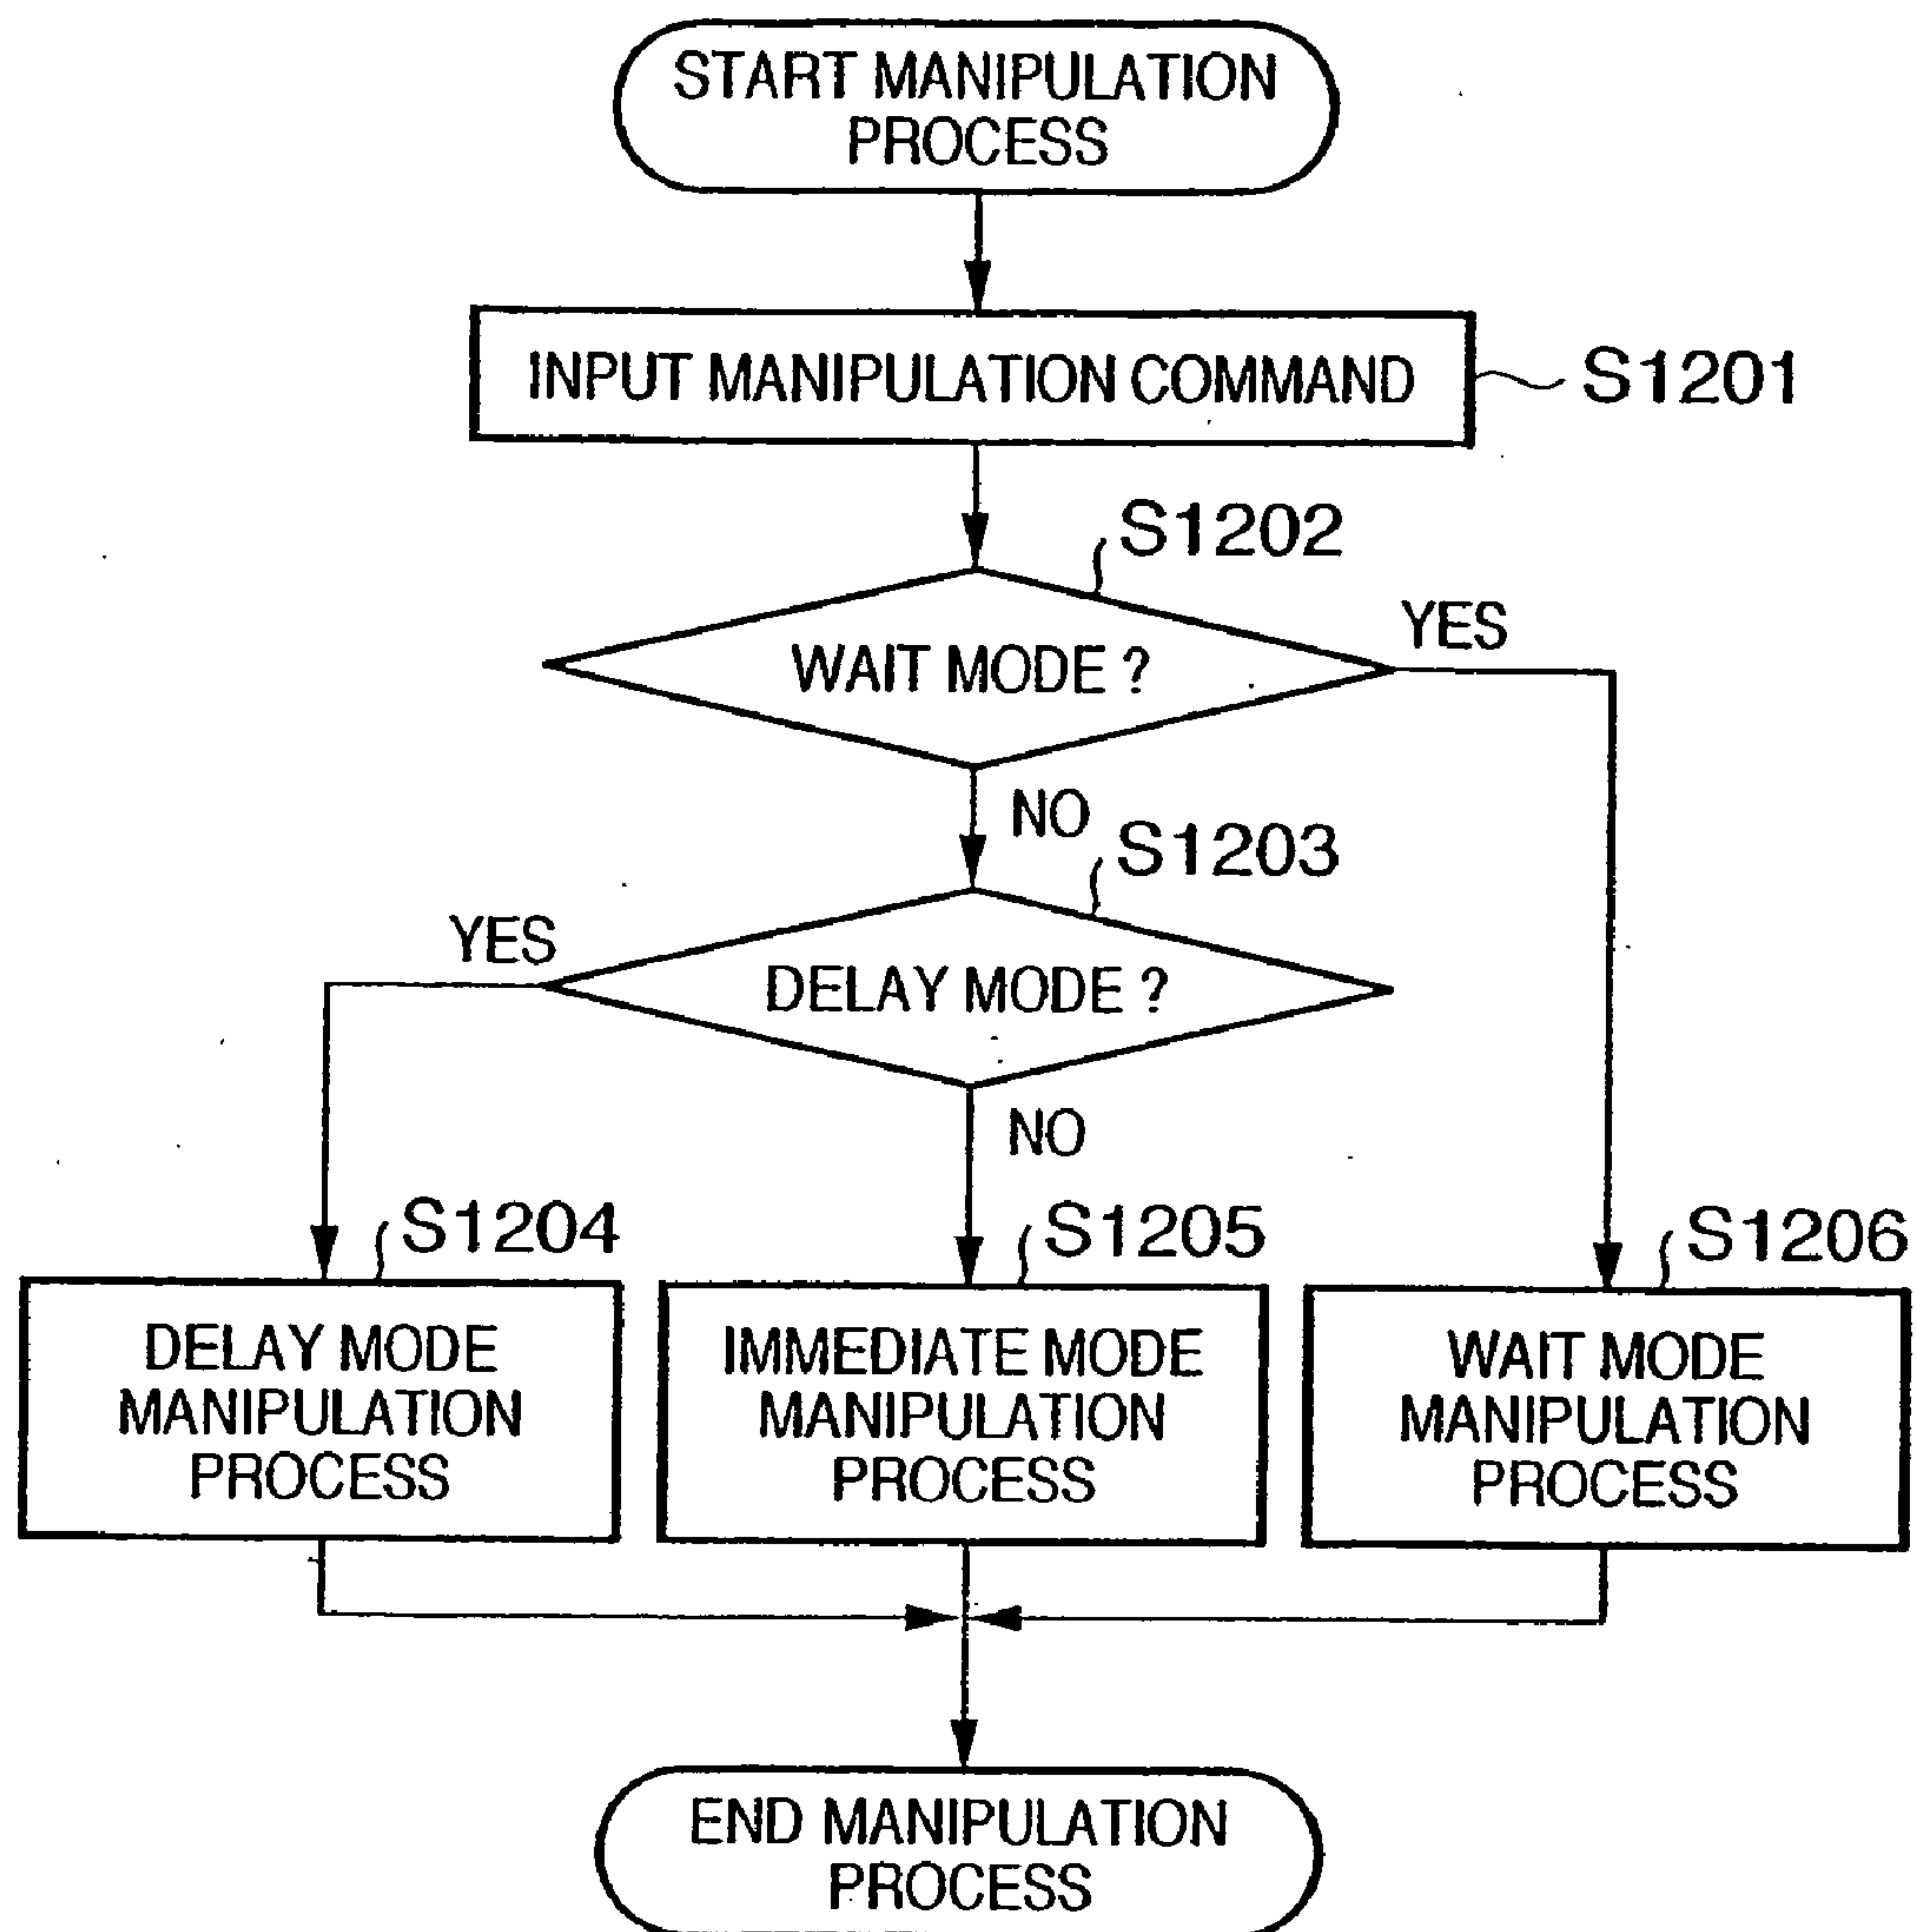 START MANIPULATION
PROCESS
INPUT MANIPULATION COMMAND
S1201
S1202
WAIT MODE ?
YES
NO
S1203
YES
DELAY MODE ?
NO
S1204
S1205
S1206
DELAY MODE
MANIPULATION
PROCESS
IMMEDIATE MODE
MANIPULATION
PROCESS
WAIT MODE
MANIPULATION
PROCESS
END MANIPULATION
PROCESS